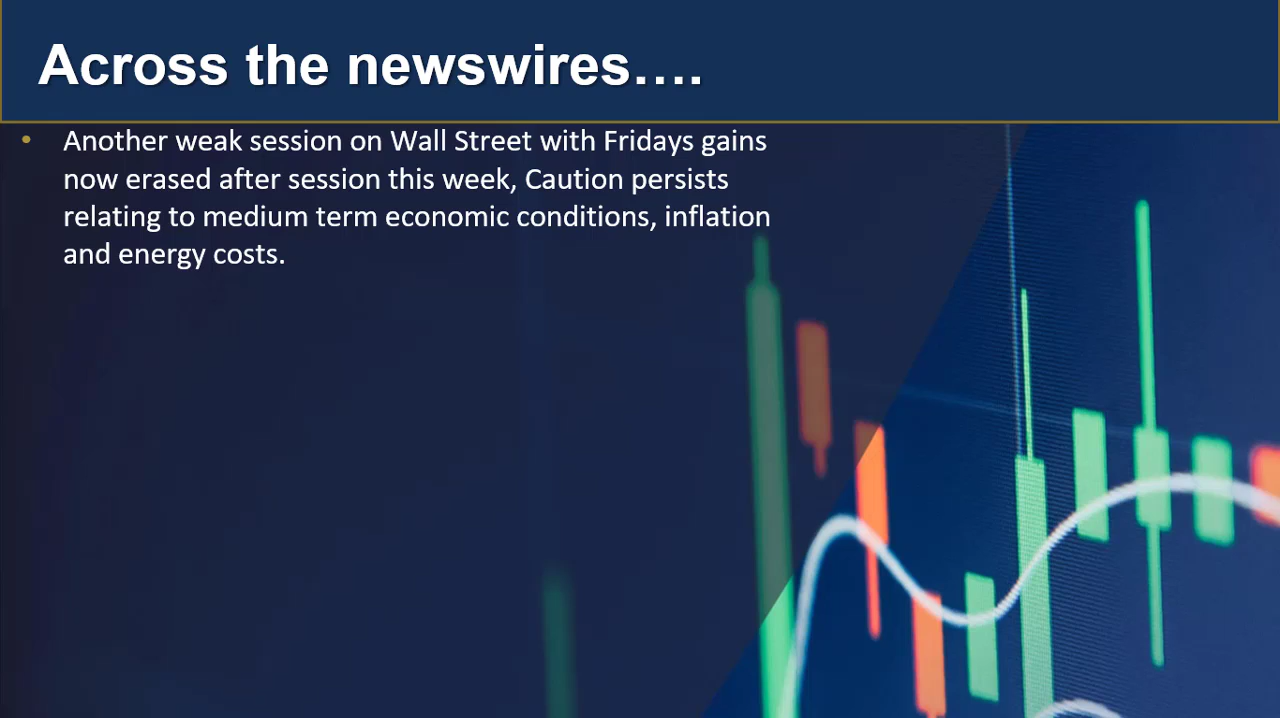 Across the newswires….
• Another weak session on Wall Street with Fridays gains
now erased after session this week, Caution persists
relating to medium term economic conditions, inflation
and energy costs.